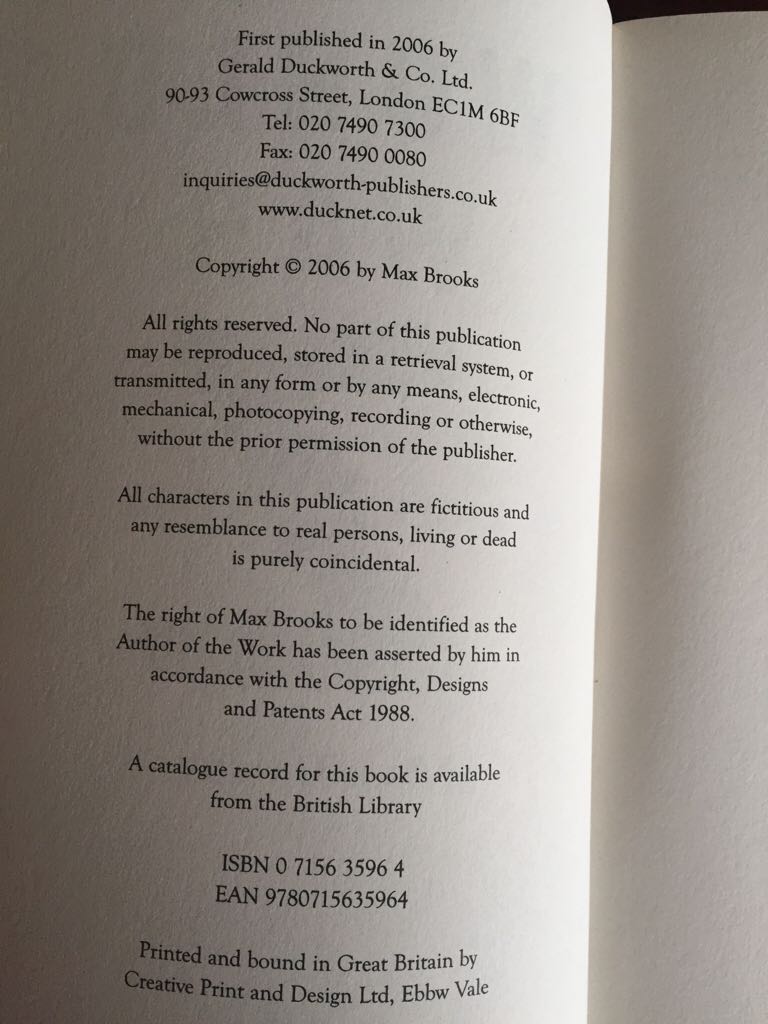 First published in 2006 by
Gerald Duckworth & Co. Ltd.
90-93 Cowcross Street, London EC1M 6BF
Tel: 020 7490 7300
Fax: 020 7490 0080
inquiries@duckworth-publishers.co.uk
www.ducknet.co.uk
Copyright © 2006 by Max Brooks
All rights reserved. No part of this publication
may be reproduced, stored in a retrieval system, or
transmitted, in any form or by any means, electronic,
mechanical, photocopying, recording or otherwise,
without the prior permission of the publisher.
All characters in this publication are fictitious and
any resemblance to real persons, living or dead
is purely coincidental.
The right of Max Brooks to be identified as the
Author of the Work has been asserted by him in
accordance with the Copyright, Designs
and Patents Act 1988.
A catalogue record for this book is available
from the British Library
ISBN 0 7156 3596 4
EAN 9780715635964
Printed and bound in Great Britain by
Creative Print and Design Ltd, Ebbw Vale